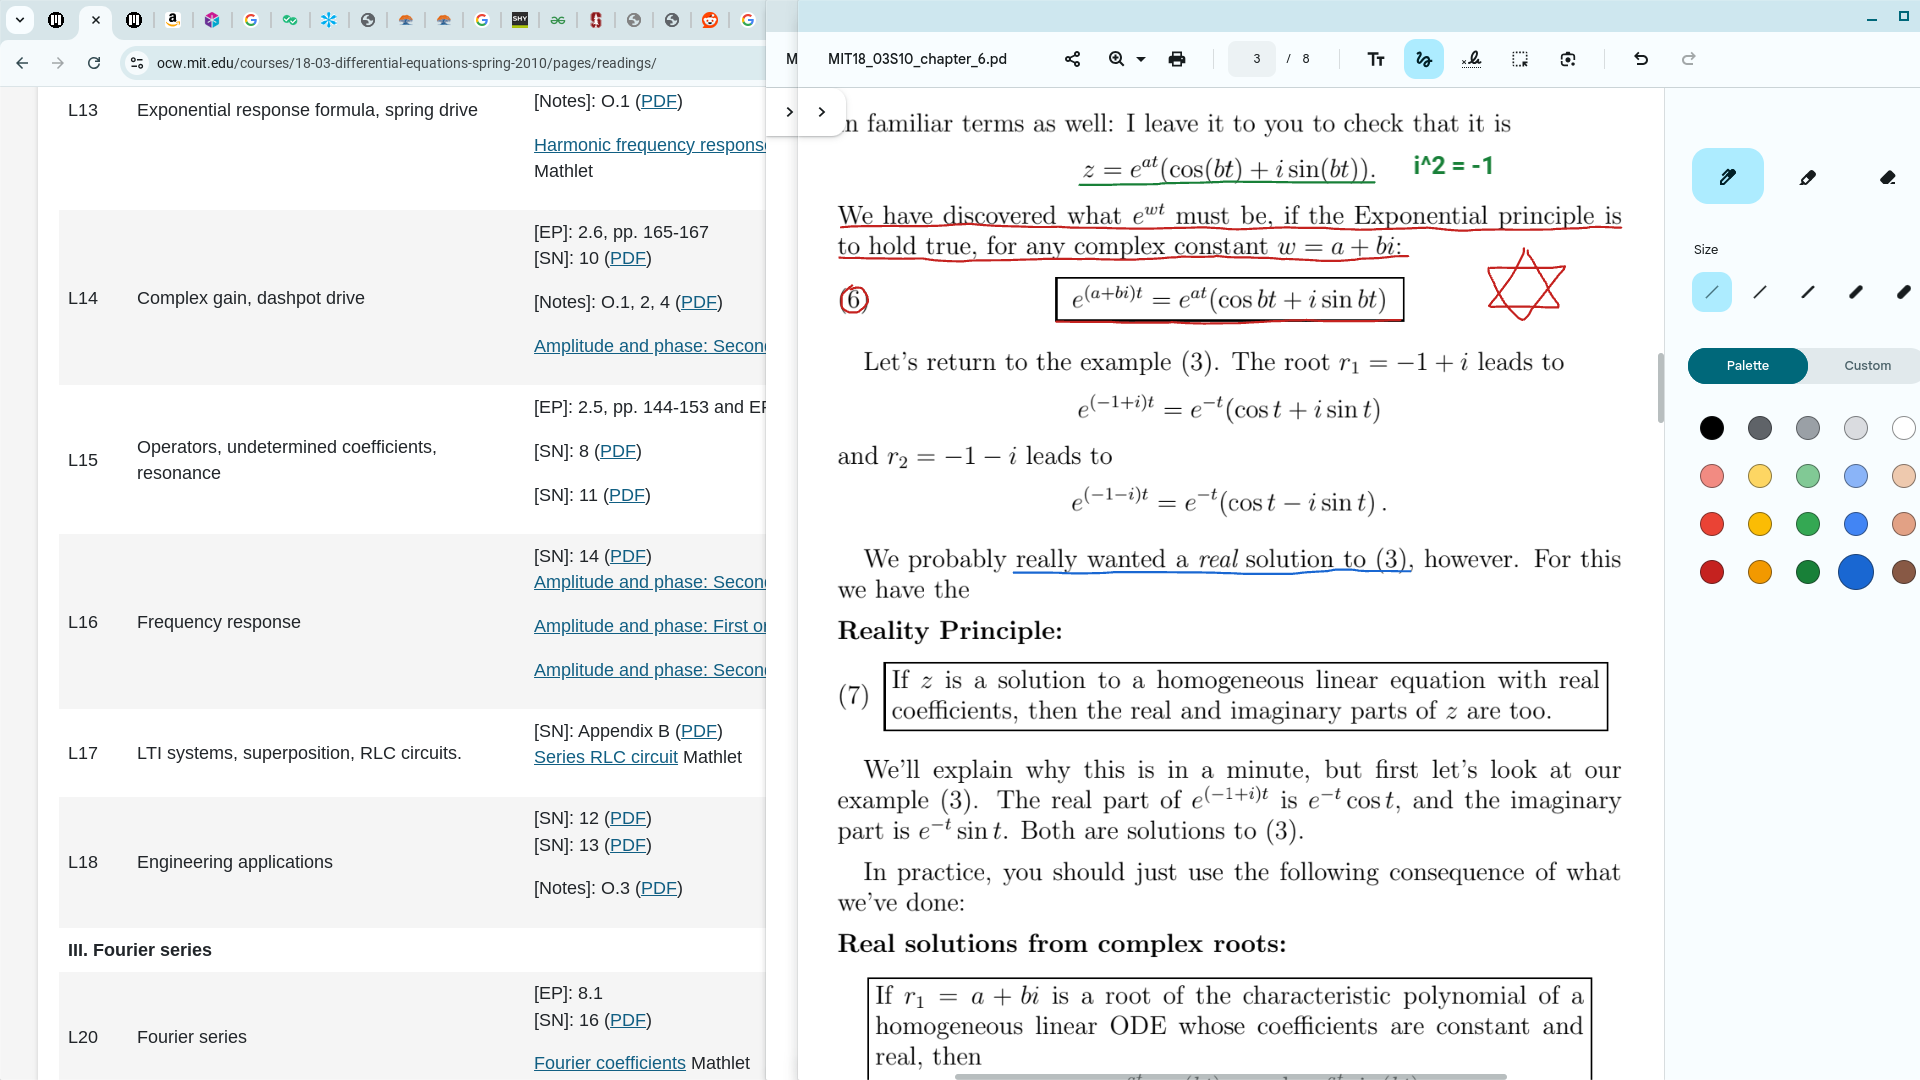 SHY
ocw.mit.edu/courses/18-03-differential-equations-spring-2010/pages/readings/
L13 Exponential response formula, spring drive
[Notes]: O.1 (PDF)
Harmonic frequency respons
Mathlet
L14 Complex gain, dashpot drive
[EP]: 2.6, pp. 165-167
[SN]: 10 (PDF)
[Notes]: O.1, 2, 4 (PDF)
Amplitude and phase: Secon
L15 Operators, undetermined coefficients,
resonance
[EP]: 2.5, pp. 144-153 and EP
[SN]: 8 (PDF)
[SN]: 11 (PDF)
L16 Frequency response
[SN]: 14 (PDF)
Amplitude and phase: Secon
Amplitude and phase: First o
Amplitude and phase: Secon
L17 LTI systems, superposition, RLC circuits.
[SN]: Appendix B (PDF)
Series RLC circuit Mathlet
L18 Engineering applications
[SN]: 12 (PDF)
[SN]: 13 (PDF)
[Notes]: O.3 (PDF)
III. Fourier series
L20 Fourier series
[EP]: 8.1
[SN]: 16 (PDF)
Fourier coefficients Mathlet
M
MIT18_03S10_chapter_6.pd
3 / 8
in familiar terms as well: I leave it to you to check that it is
z = e^{at}(cos(bt) + i sin(bt)). i^2 = -1
We have discovered what e^{wt} must be, if the Exponential principle is
to hold true, for any complex constant w = a + bi:
(6) e^{(a+bi)t} = e^{at}(cos bt + i sin bt)
Let's return to the example (3). The root r₁ = −1 + i leads to
e^{(−1+i)t} = e^{−t}(cos t + i sin t)
and r₂ = −1 − i leads to
e^{(−1−i)t} = e^{−t}(cos t − i sin t) .
We probably really wanted a real solution to (3), however. For this
we have the
Reality Principle:
(7) If z is a solution to a homogeneous linear equation with real
coefficients, then the real and imaginary parts of z are too.
We'll explain why this is in a minute, but first let's look at our
example (3). The real part of e^{(−1+i)t} is e^{−t} cos t, and the imaginary
part is e^{−t} sin t. Both are solutions to (3).
In practice, you should just use the following consequence of what
we've done:
Real solutions from complex roots:
If r₁ = a + bi is a root of the characteristic polynomial of a
homogeneous linear ODE whose coefficients are constant and
real, then
Size
Palette
Custom